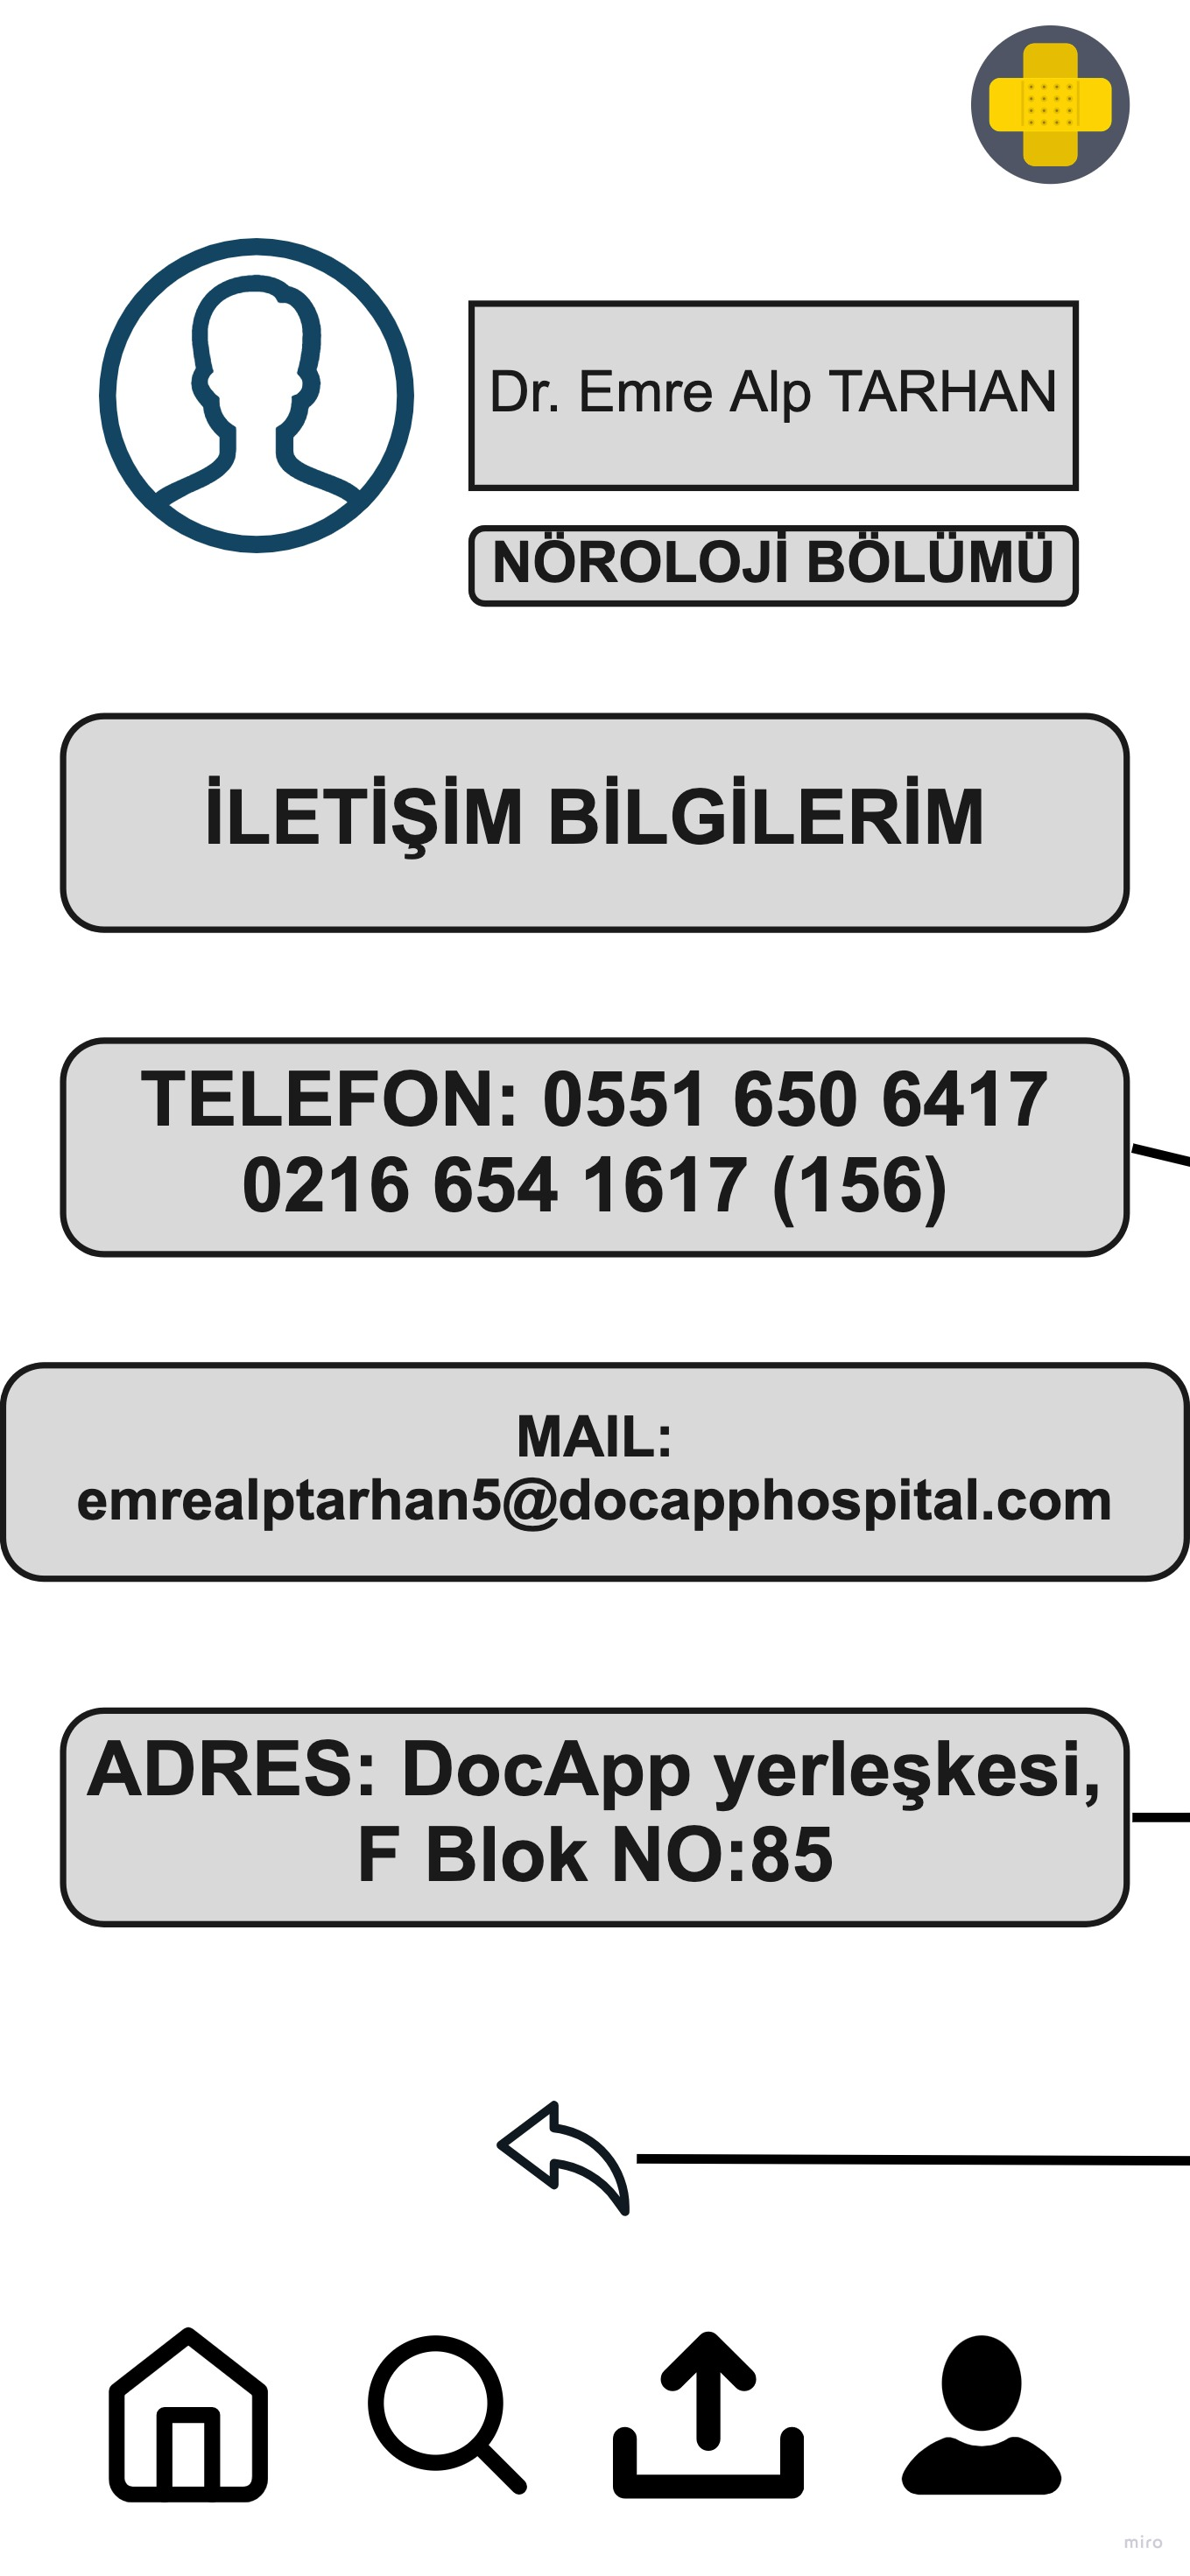 Dr. Emre Alp TARHAN
NÖROLOJİ BÖLÜMÜ
İLETİŞİM BİLGİLERİM
TELEFON: 0551 650 6417
0216 654 1617 (156)
MAIL:
emrealptarhan5@docapphospital.com
ADRES: DocApp yerleşkesi,
F Blok NO:85
miro